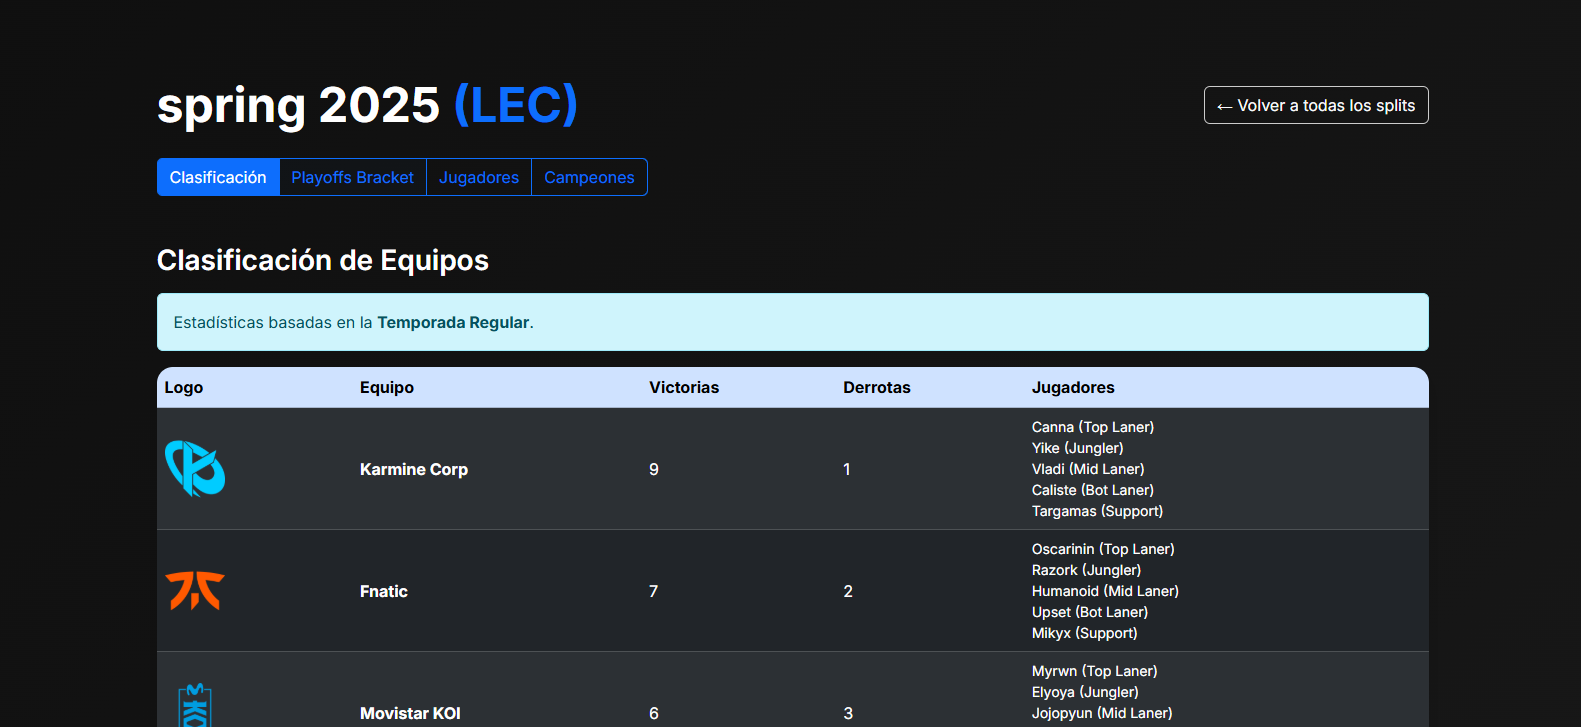 spring 2025 (LEC)
← Volver a todas los splits
Clasificación Playoffs Bracket Jugadores Campeones
Clasificación de Equipos
Estadísticas basadas en la Temporada Regular.
Logo Equipo Victorias Derrotas Jugadores
Karmine Corp 9 1
Canna (Top Laner)
Yike (Jungler)
Vladi (Mid Laner)
Caliste (Bot Laner)
Targamas (Support)
Fnatic 7 2
Oscarinin (Top Laner)
Razork (Jungler)
Humanoid (Mid Laner)
Upset (Bot Laner)
Mikyx (Support)
Movistar KOI 6 3
Myrwn (Top Laner)
Elyoya (Jungler)
Jojopyun (Mid Laner)